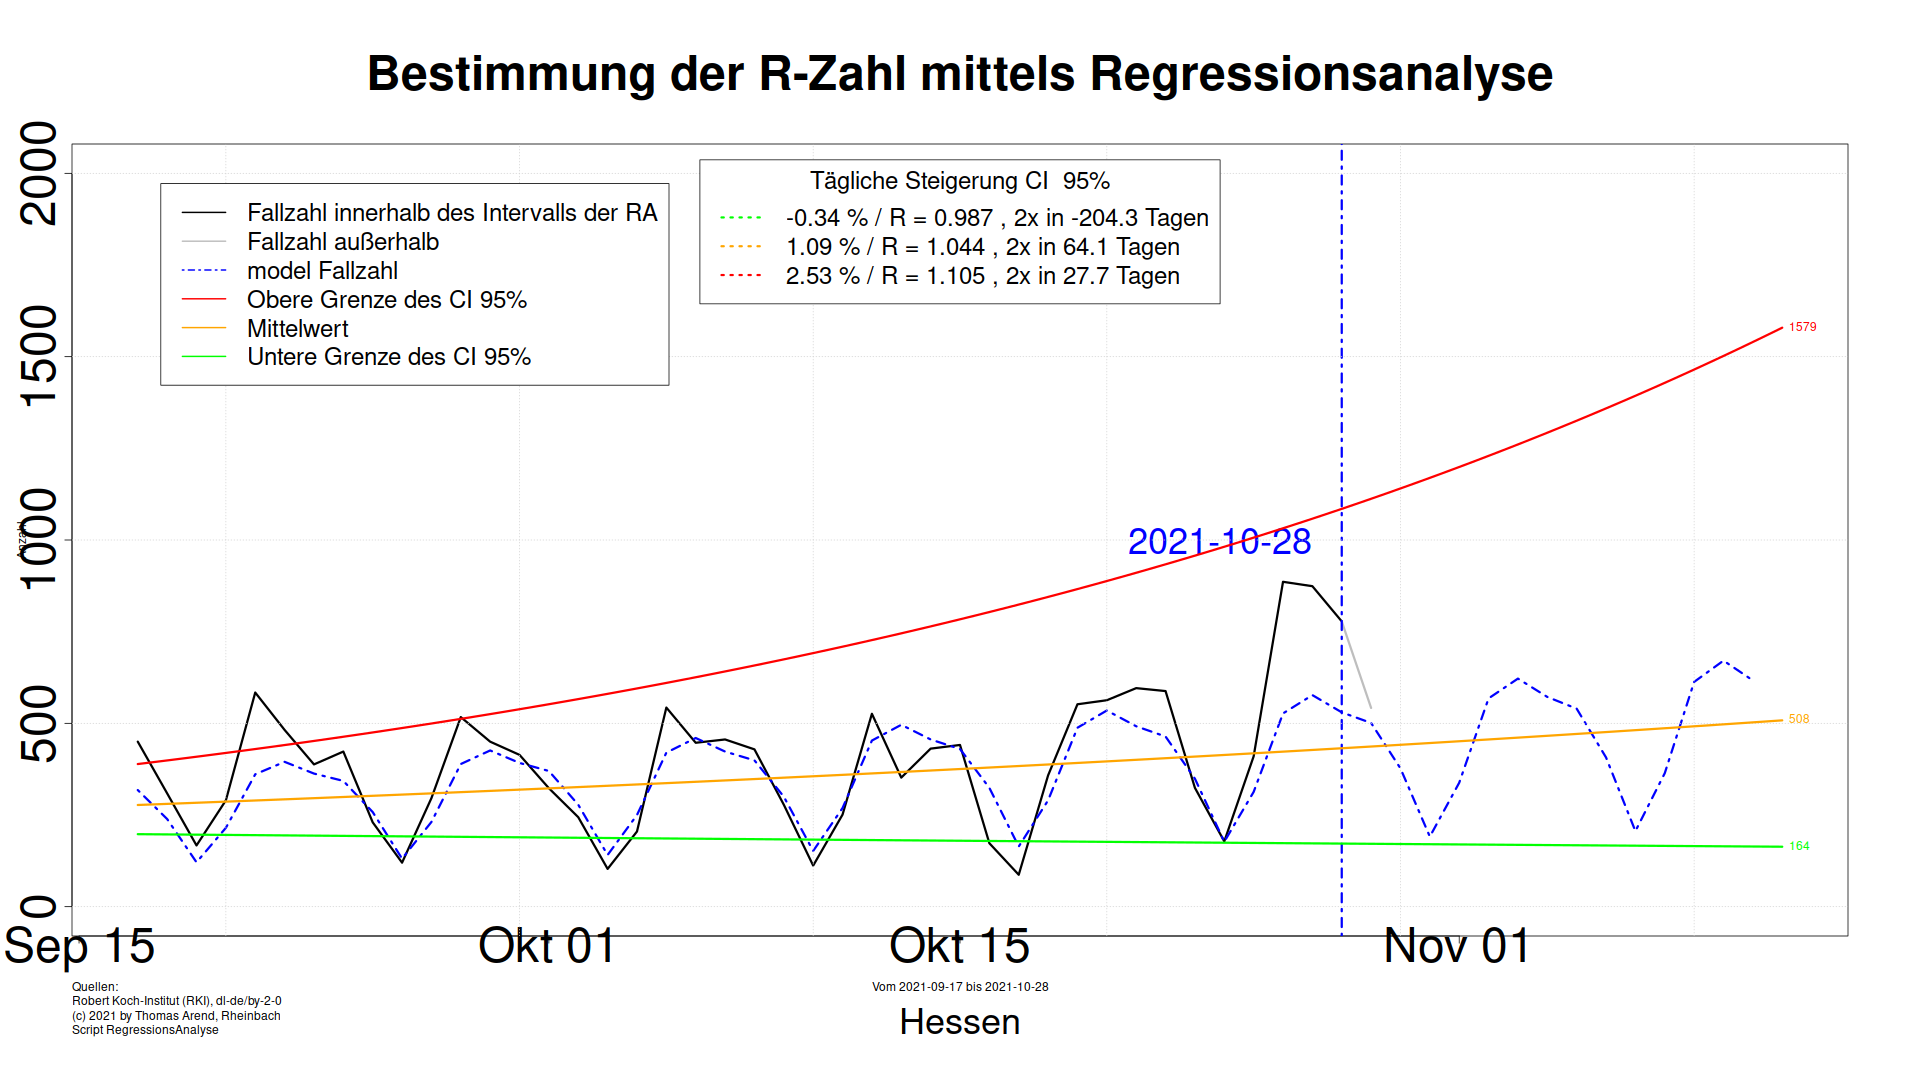 Bestimmung der R-Zahl mittels Regressionsanalyse
Tägliche Steigerung CI  95%
-0.34 % / R = 0.987 , 2x in -204.3 Tagen
1.09 % / R = 1.044 , 2x in 64.1 Tagen
2.53 % / R = 1.105 , 2x in 27.7 Tagen
Fallzahl innerhalb des Intervalls der RA
Fallzahl außerhalb
model Fallzahl
Obere Grenze des CI 95%
Mittelwert
Untere Grenze des CI 95%
2000
1500
1000
500
0
Anzahl
2021-10-28
1579
508
164
Sep 15
Okt 01
Okt 15
Nov 01
Quellen:
Robert Koch-Institut (RKI), dl-de/by-2-0
(c) 2021 by Thomas Arend, Rheinbach
Script RegressionsAnalyse
Vom 2021-09-17 bis 2021-10-28
Hessen